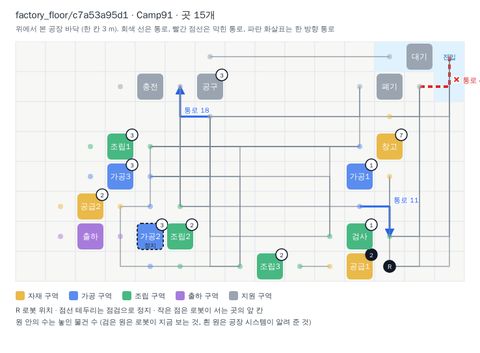 factory_floor/c7a53a95d1 · Camp91 · 곳 15개
위에서 본 공장 바닥 (한 칸 3 m). 회색 선은 통로, 빨간 점선은 막힌 통로, 파란 화살표는 한 방향 통로
대기
진입
충전
공구
3
폐기
통로
통로 18
조립1
3
창고
7
가공3
3
가공1
1
공급2
2
통로 11
출하
가공2
3
정지
조립2
2
검사
1
조립3
2
공급1
2
R
자재 구역
가공 구역
조립 구역
출하 구역
지원 구역
R 로봇 위치 · 점선 테두리는 점검으로 정지 · 작은 점은 로봇이 서는 곳의 앞 칸
원 안의 수는 놓인 물건 수 (검은 원은 로봇이 지금 보는 것, 흰 원은 공장 시스템이 알려 준 것)